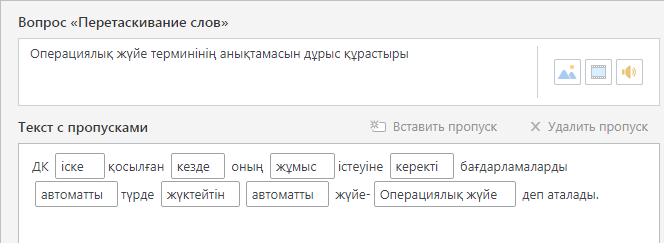 Вопрос «Перетаскивание слов»
Операциялық жүйе терминінің анықтамасын дұрыс құрастыры
Текст с пропусками
Вставить пропуск
Удалить пропуск
ДК іске қосылған кезде оның жұмыс істеуіне керекті бағдарламаларды
автоматты түрде жүктейтін автоматты жүйе- Операциялық жүйе деп аталады.